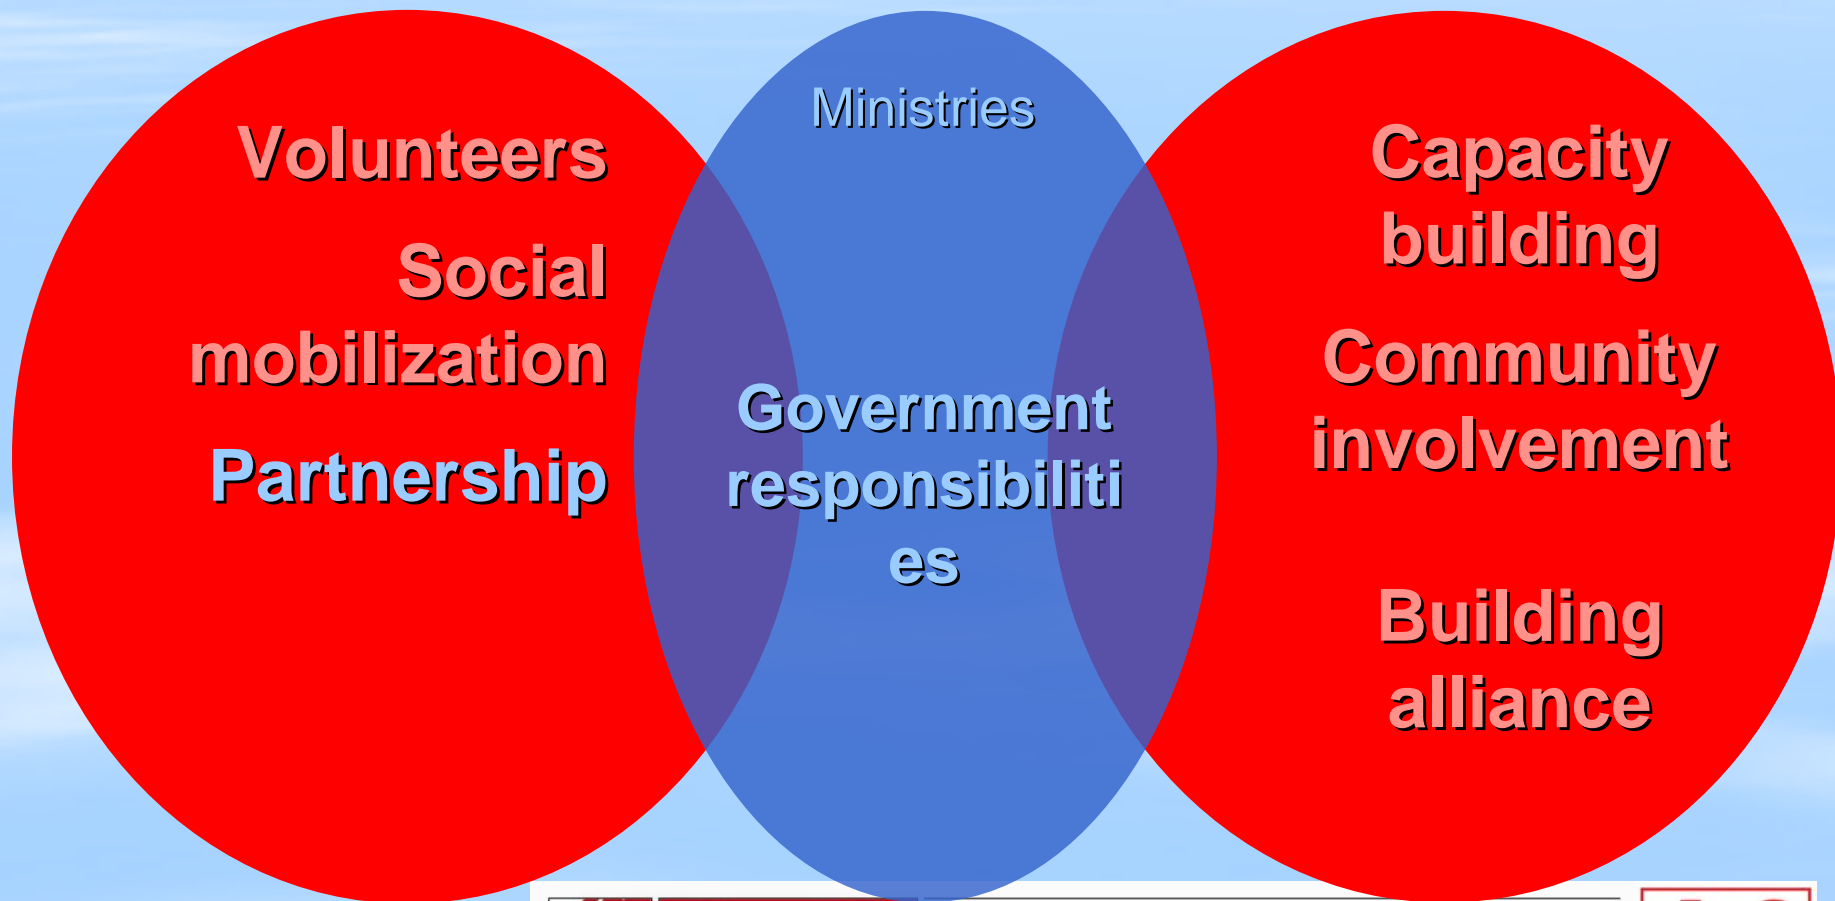 Volunteers
Social
mobilization
Partnership
Ministries
Government
responsibiliti
es
Capacity
building
Community
involvement
Building
alliance